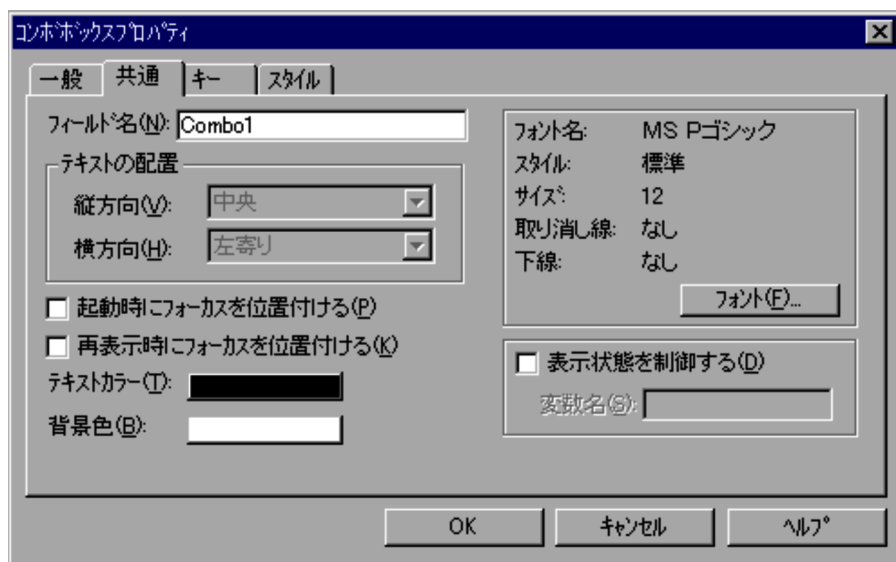 コンボボックスプロパティ
一般 共通 キー スタイル
フィールド名(N): Combo1
テキストの配置
縦方向(V): 中央
横方向(H): 左寄り
起動時にフォーカスを位置付ける(P)
再表示時にフォーカスを位置付ける(K)
テキストカラー(T):
背景色(B):
フォント名: MS Pゴシック
スタイル: 標準
サイズ: 12
取り消し線: なし
下線: なし
フォント(F)...
表示状態を制御する(D)
変数名(S):
OK キャンセル ヘルプ